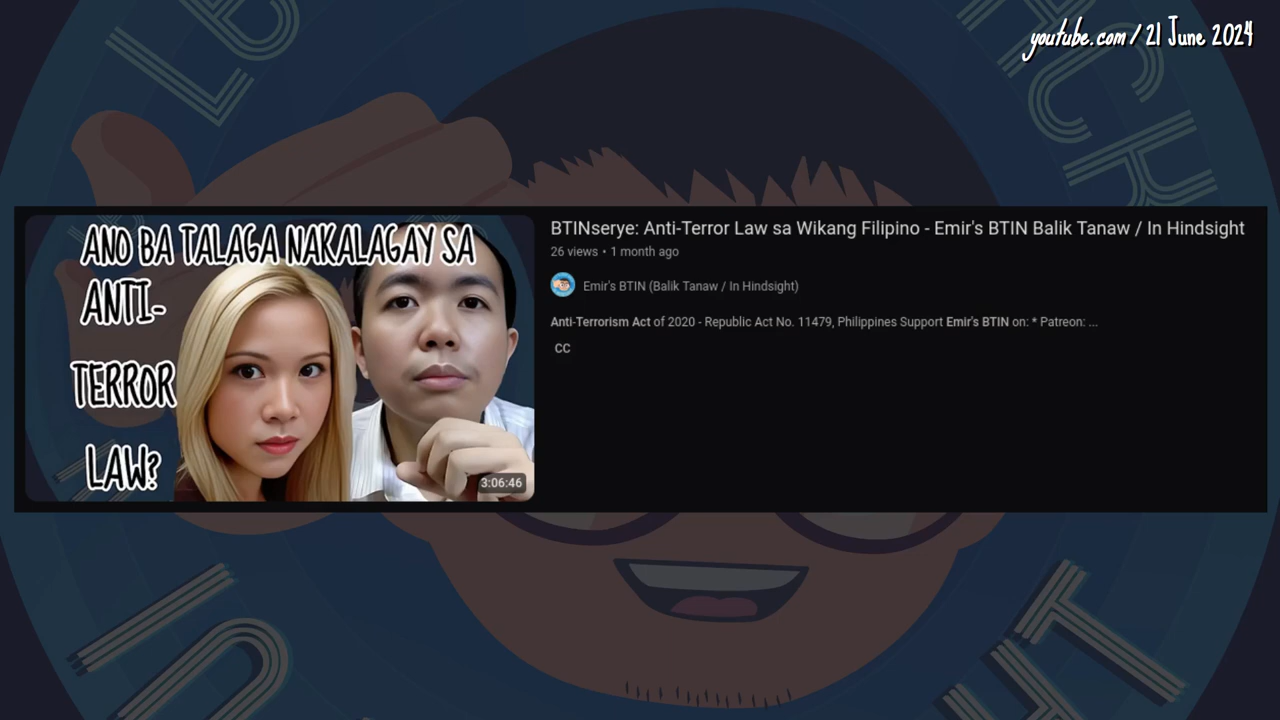 youtube.com / 21 June 2024
ANO BA TALAGA NAKALAGAY SA
ANTI-
TERROR
LAW?
3:06:46
BTINserye: Anti-Terror Law sa Wikang Filipino - Emir's BTIN Balik Tanaw / In Hindsight
26 views • 1 month ago
Emir's BTIN (Balik Tanaw / In Hindsight)
Anti-Terrorism Act of 2020 - Republic Act No. 11479, Philippines Support Emir's BTIN on: * Patreon: ...
CC